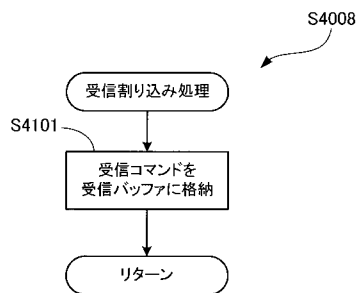 S4008
受信割り込み処理
S4101
受信コマンドを
受信バッファに格納
リターン